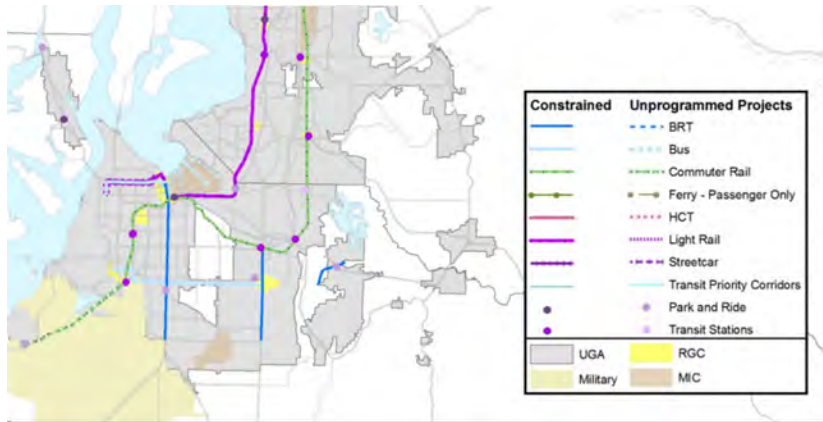 Constrained Unprogrammed Projects
BRT
Bus
Commuter Rail
Ferry - Passenger Only
HCT
Light Rail
Streetcar
Transit Priority Corridors
Park and Ride
Transit Stations
UGA RGC
Military MIC